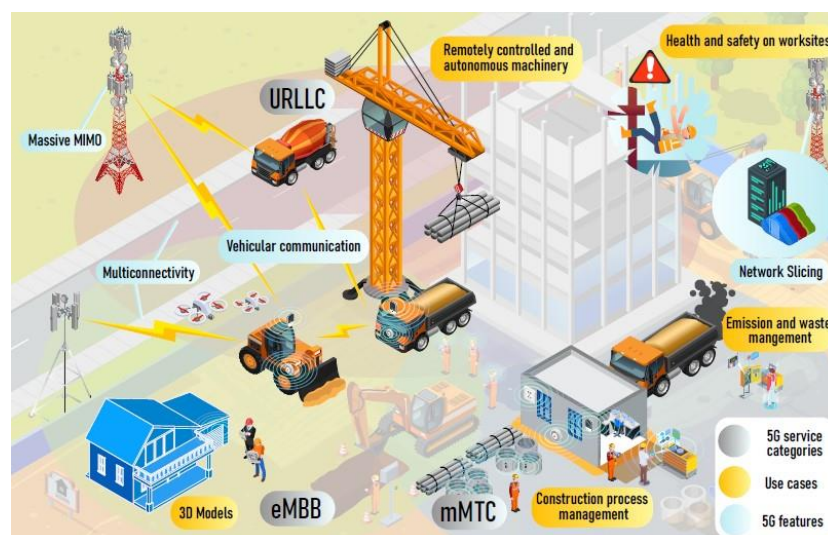 Remotely controlled and
autonomous machinery
Health and safety on worksites
URLLC
Massive MIMO
Vehicular communication
Multiconnectivity
Network Slicing
Emission and waste
mangement
3D Models
eMBB
mMTC
Construction process
management
5G service
categories
Use cases
5G features